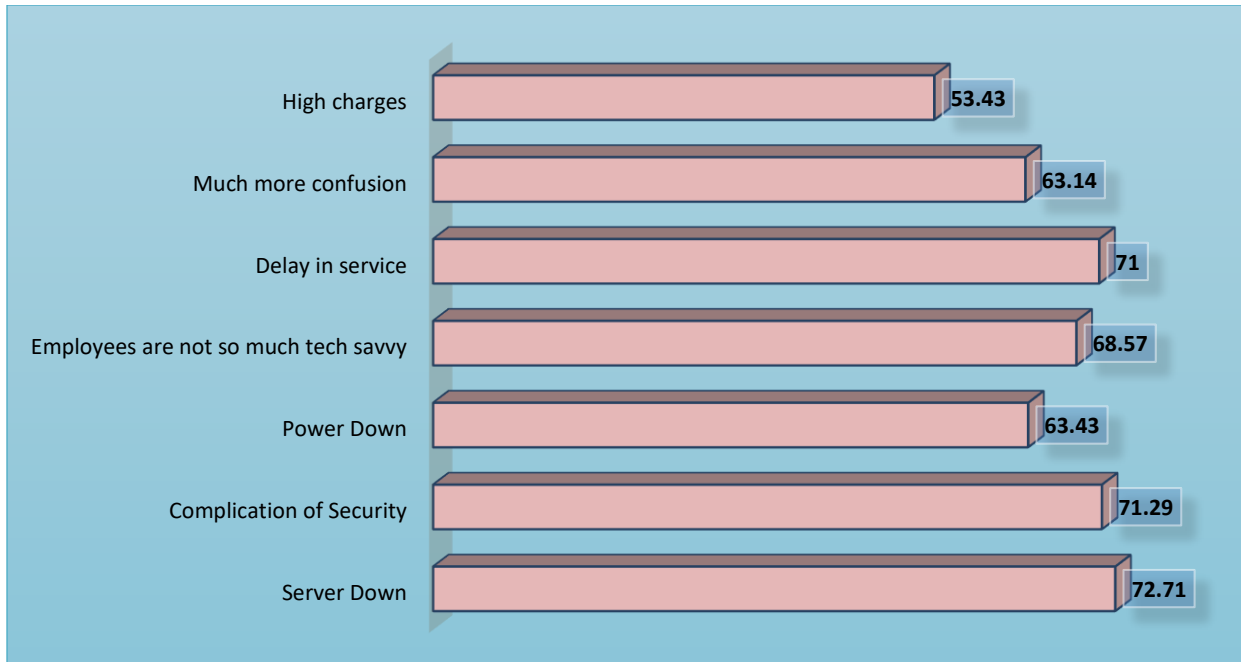 High charges 53.43
Much more confusion 63.14
Delay in service 71
Employees are not so much tech savvy 68.57
Power Down 63.43
Complication of Security 71.29
Server Down 72.71